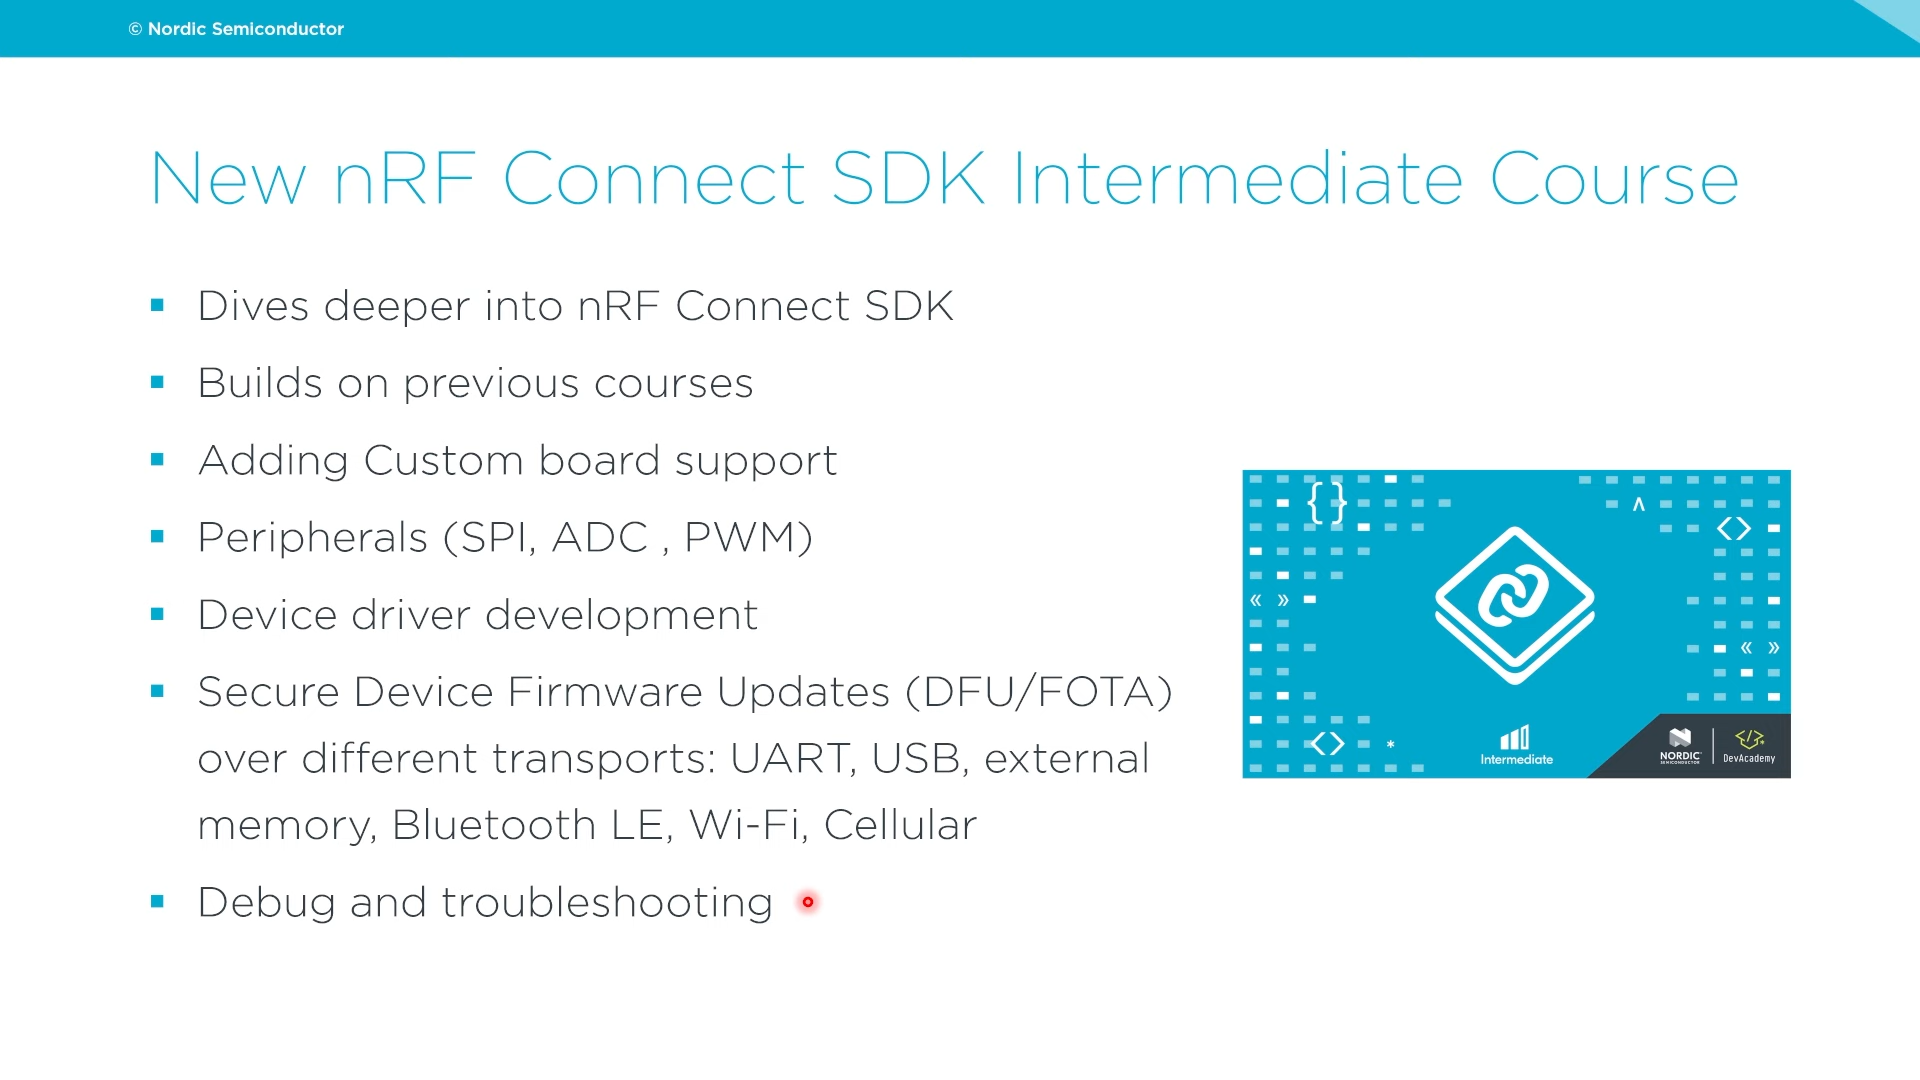 © Nordic Semiconductor
New nRF Connect SDK Intermediate Course
Dives deeper into nRF Connect SDK
Builds on previous courses
Adding Custom board support
Peripherals (SPI, ADC , PWM)
Device driver development
Secure Device Firmware Updates (DFU/FOTA)
over different transports: UART, USB, external
memory, Bluetooth LE, Wi-Fi, Cellular
Debug and troubleshooting
Intermediate
NORDIC
SEMICONDUCTOR
DevAcademy